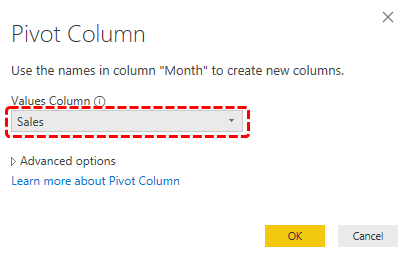 Pivot Column
Use the names in column "Month" to create new columns.
Values Column
Sales
Advanced options
Learn more about Pivot Column
OK Cancel